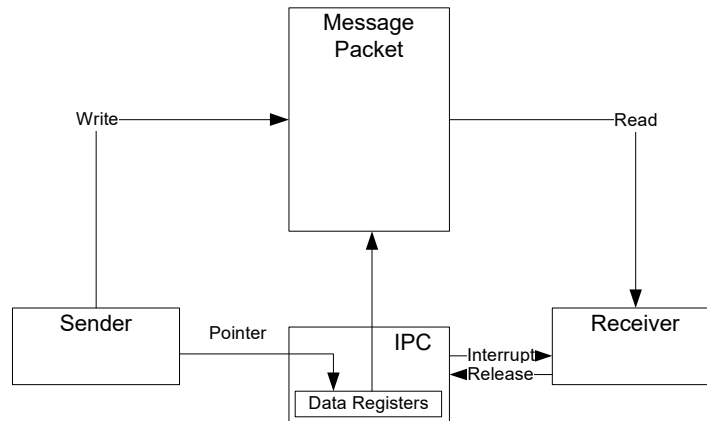 Message
Packet
Write
Read
Sender
Pointer
IPC
Interrupt
Release
Receiver
Data Registers